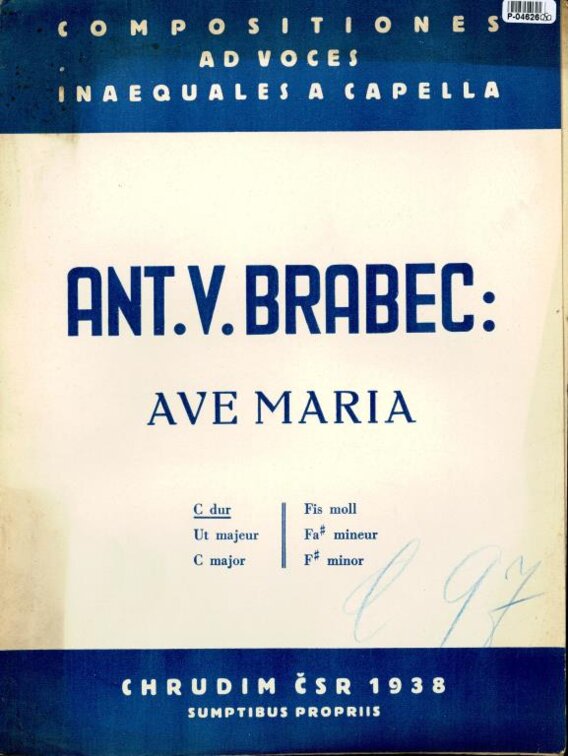 P-04626
COMPOSITIONES
AD VOCES
INAEQUALES A CAPELLA
ANT. V. BRABEC:
AVE MARIA
C dur
Ut majeur
C major
Fis moll
Fa# mineur
F# minor
CHRUDIM ČSR 1938
SUMPTIBUS PROPRIIS